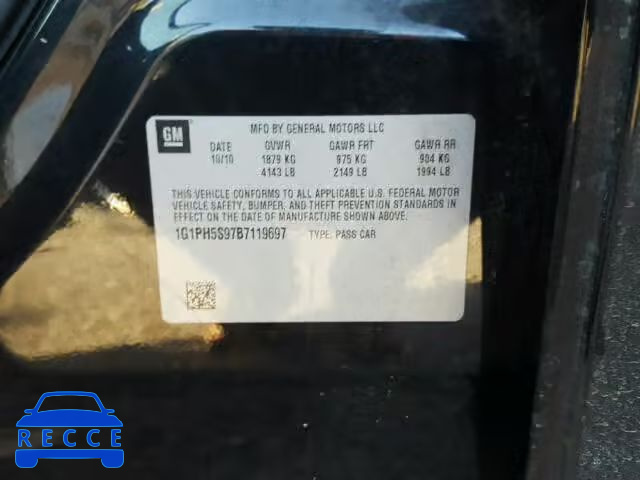 GM
MFD BY GENERAL MOTORS LLC
DATE GVWR GAWR FRT GAWR RR
10/10 1879 KG 975 KG 904 KG
4143 LB 2149 LB 1994 LB
THIS VEHICLE CONFORMS TO ALL APPLICABLE U.S. FEDERAL MOTOR
VEHICLE SAFETY, BUMPER, AND THEFT PREVENTION STANDARDS
IN EFFECT ON THE DATE OF MANUFACTURE SHOWN ABOVE.
1G1PH5S97B7119697 TYPE: PASS CAR
RECCE